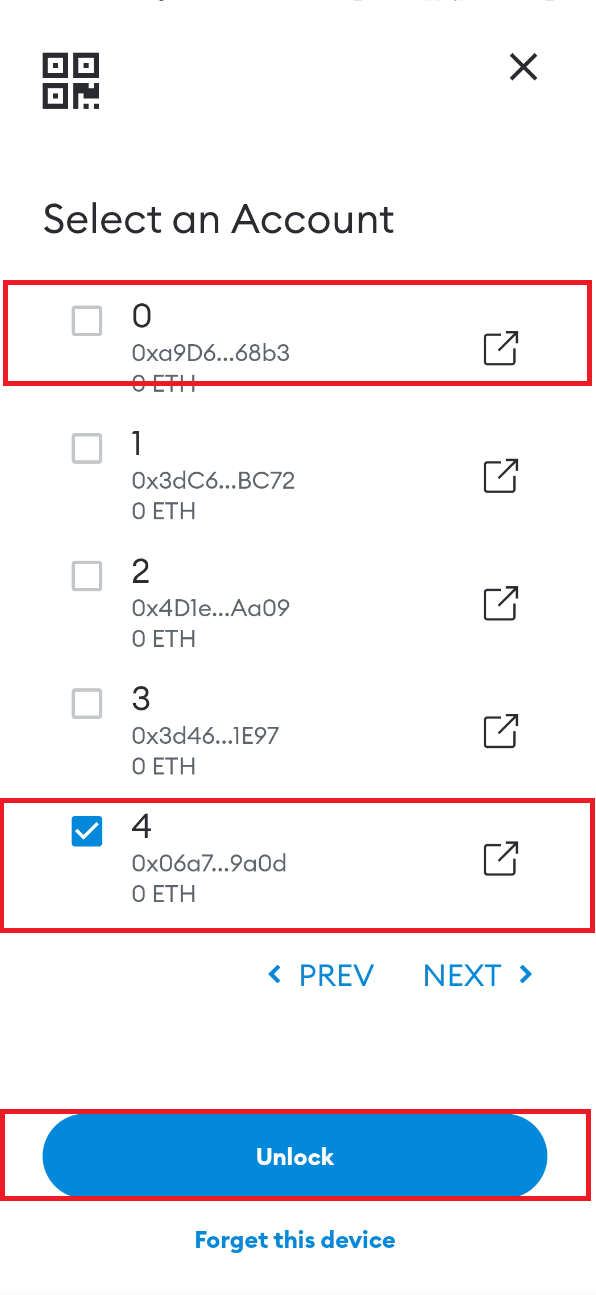 Select an Account
0
0xa9D6...68b3
0 ETH
1
0x3dC6...BC72
0 ETH
2
0x4D1e...Aa09
0 ETH
3
0x3d46...1E97
0 ETH
4
0x06a7...9a0d
0 ETH
PREV NEXT
Unlock
Forget this device